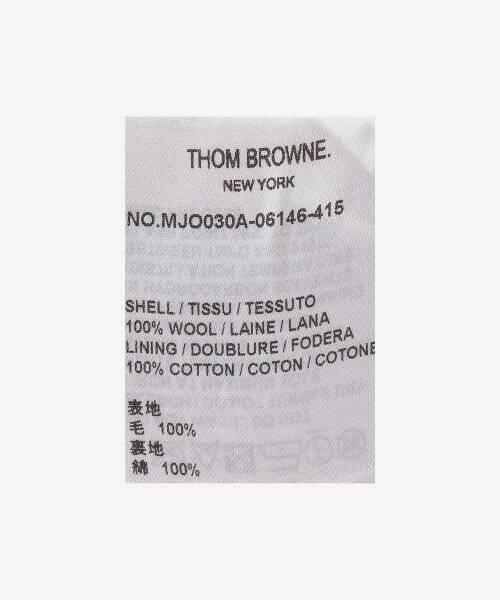 THOM BROWNE.
NEW YORK
NO.MJO030A-06146-415
SHELL / TISSU / TESSUTO
100% WOOL / LAINE / LANA
LINING / DOUBLURE / FODERA
100% COTTON / COTON / COTONE
表地
毛 100%
裏地
綿 100%